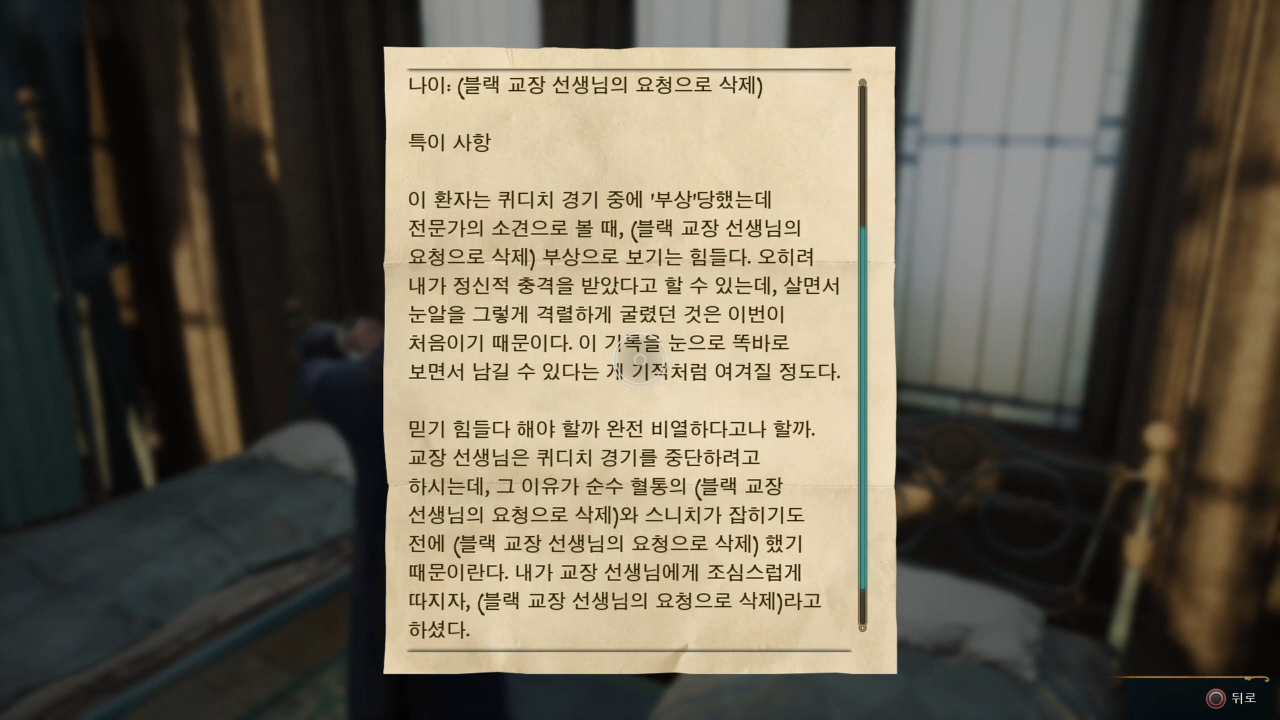 나이: (블랙 교장 선생님의 요청으로 삭제)
특이 사항
이 환자는 퀴디치 경기 중에 '부상'당했는데
전문가의 소견으로 볼 때, (블랙 교장 선생님의
요청으로 삭제) 부상으로 보기는 힘들다. 오히려
내가 정신적 충격을 받았다고 할 수 있는데, 살면서
눈알을 그렇게 격렬하게 굴렸던 것은 이번이
처음이기 때문이다. 이 기록을 눈으로 똑바로
보면서 남길 수 있다는 게 기적처럼 여겨질 정도다.
믿기 힘들다 해야 할까 완전 비열하다고나 할까.
교장 선생님은 퀴디치 경기를 중단하려고
하시는데, 그 이유가 순수 혈통의 (블랙 교장
선생님의 요청으로 삭제)와 스니치가 잡히기도
전에 (블랙 교장 선생님의 요청으로 삭제) 했기
때문이란다. 내가 교장 선생님에게 조심스럽게
따지자, (블랙 교장 선생님의 요청으로 삭제)라고
하셨다.
뒤로